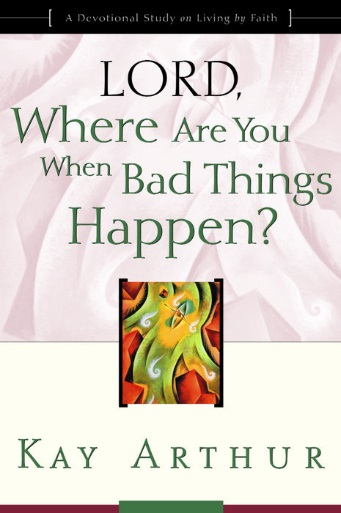 A Devotional Study on Living by Faith
LORD,
Where Are You
When Bad Things
Happen?
Kay Arthur